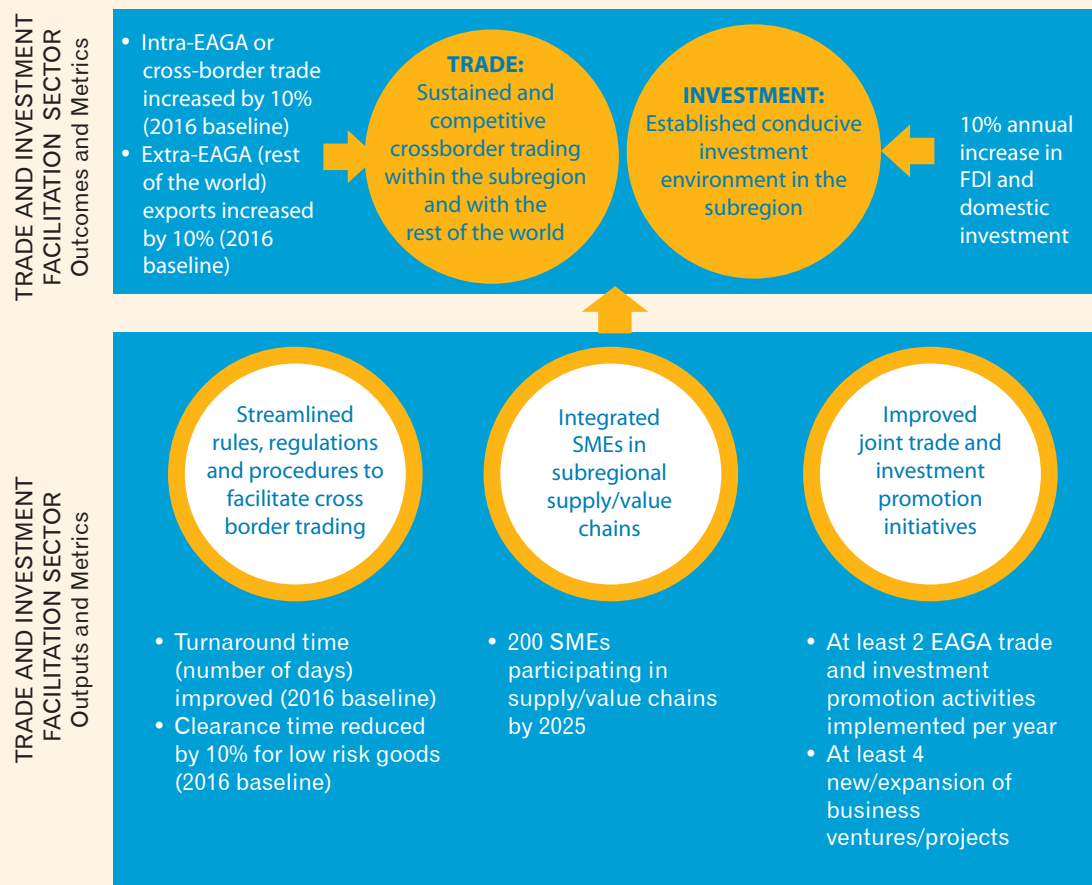 TRADE AND INVESTMENT
FACILITATION SECTOR
Outcomes and Metrics
• Intra-EAGA or
cross-border trade
increased by 10%
(2016 baseline)
• Extra-EAGA (rest
of the world)
exports increased
by 10% (2016
baseline)
TRADE:
Sustained and
competitive
crossborder trading
within the subregion
and with the
rest of the world
INVESTMENT:
Established conducive
investment
environment in the
subregion
10% annual
increase in
FDI and
domestic
investment
TRADE AND INVESTMENT
FACILITATION SECTOR
Outputs and Metrics
Streamlined
rules, regulations
and procedures to
facilitate cross
border trading
Integrated
SMEs in
subregional
supply/value
chains
Improved
joint trade and
investment
promotion
initiatives
• Turnaround time
(number of days)
improved (2016 baseline)
• Clearance time reduced
by 10% for low risk goods
(2016 baseline)
• 200 SMEs
participating in
supply/value chains
by 2025
• At least 2 EAGA trade
and investment
promotion activities
implemented per year
• At least 4
new/expansion of
business
ventures/projects